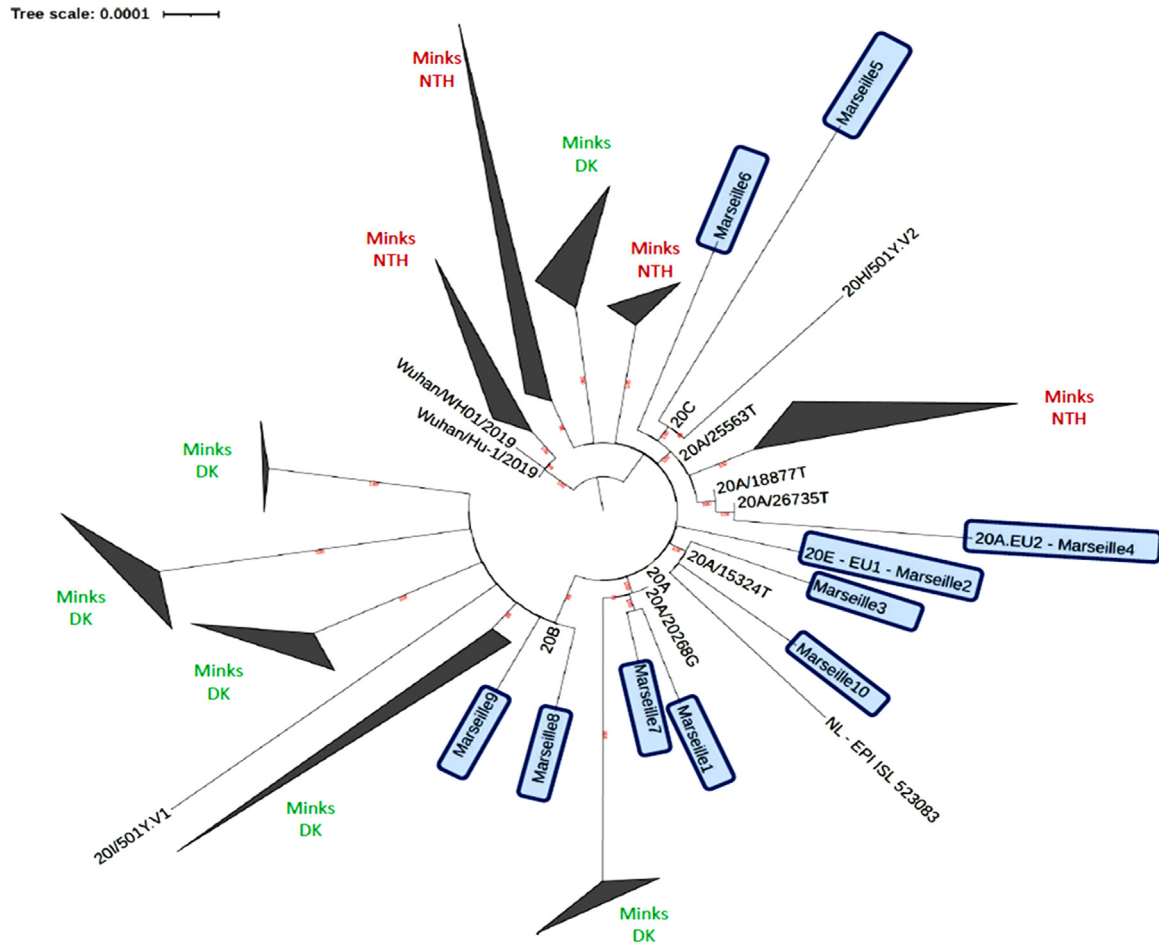 Tree scale: 0.0001
Minks
NTH
Minks
DK
Minks
NTH
Minks
NTH
Marseille5
Marseille6
20H/501Y.V2
Wuhan/WH01/2019
Wuhan/Hu-1/2019
20C
20A/25563T
Minks
NTH
20A/18877T
20A/26735T
20A.EU2 - Marseille4
20E - EU1 - Marseille2
20A/15324T
Marseille3
Marseille10
NL - EPI ISL 523083
20A
20A/20268G
Marseille7
Marseille1
20B
Marseille8
Marseille9
Minks
DK
Minks
DK
Minks
DK
20I/501Y.V1
Minks
DK
Minks
DK